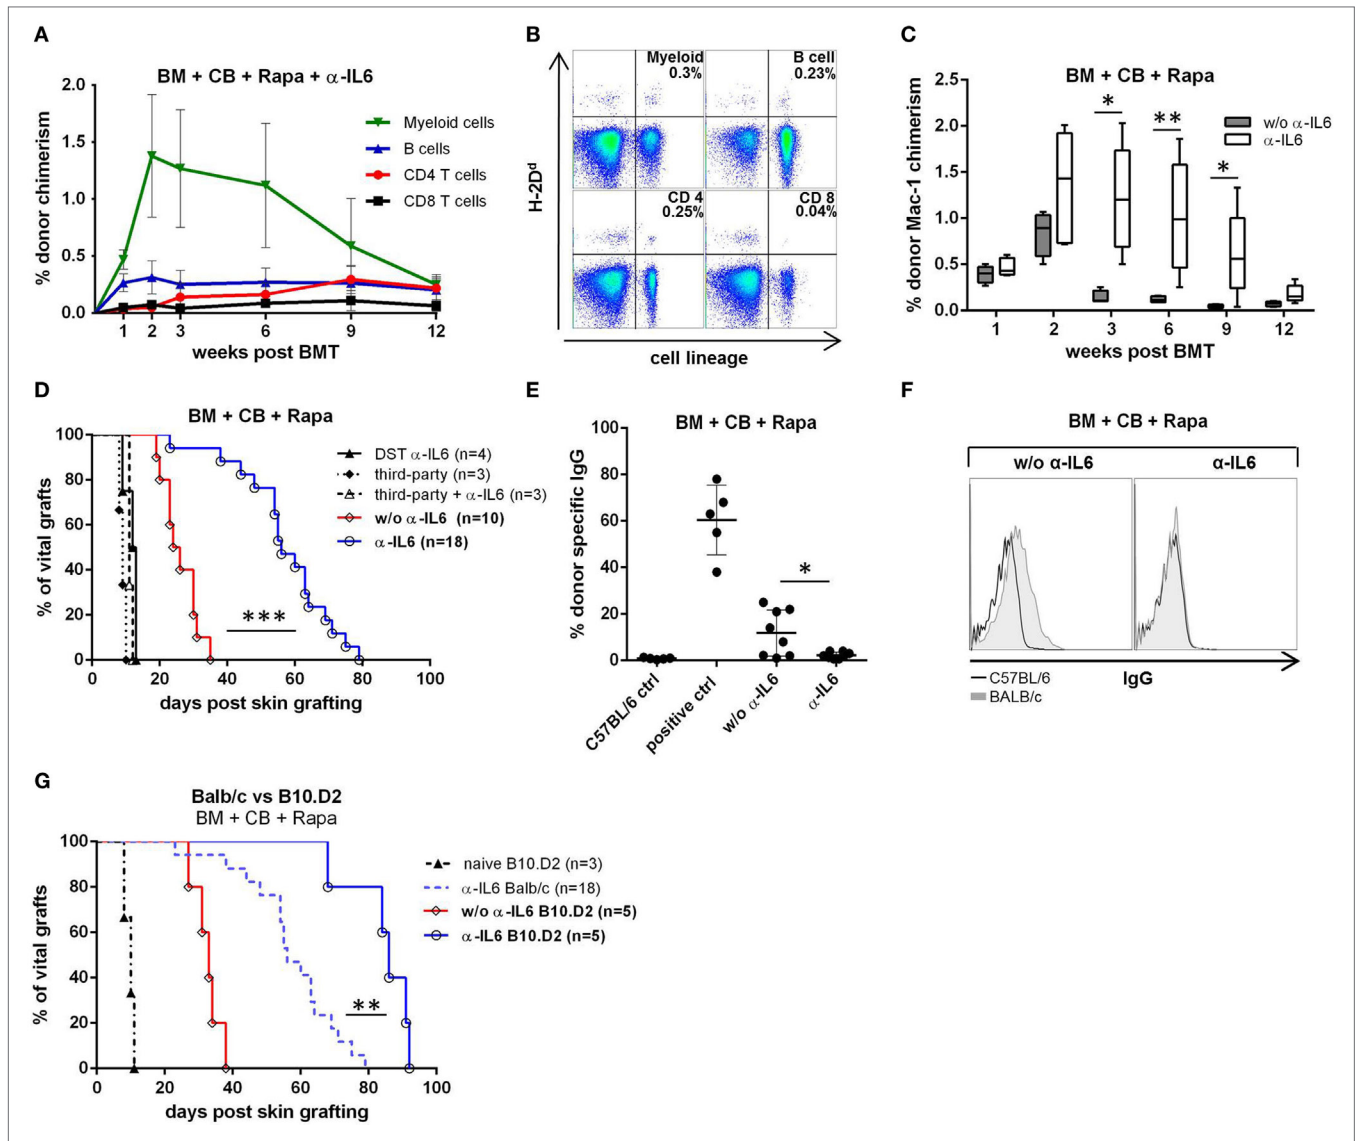 A
BM + CB + Rapa + α-IL6
% donor chimerism
2.0
1.5
1.0
0.5
0.0
Myeloid cells
B cells
CD4 T cells
CD8 T cells
1 2 3 6 9 12
weeks post BMT
B
Myeloid
0.3%
B cell
0.23%
CD 4
0.25%
CD 8
0.04%
H-2Dᵈ
cell lineage
C
BM + CB + Rapa
% donor Mac-1 chimerism
2.5
2.0
1.5
1.0
0.5
0.0
* ** *
w/o α-IL6
α-IL6
1 2 3 6 9 12
weeks post BMT
D
BM + CB + Rapa
% of vital grafts
100
80
60
40
20
0
DST α-IL6 (n=4)
third-party (n=3)
third-party + α-IL6 (n=3)
w/o α-IL6 (n=10)
α-IL6 (n=18)
***
0 20 40 60 80 100
days post skin grafting
E
BM + CB + Rapa
% donor specific IgG
100
80
60
40
20
0
*
C57BL/6 ctrl
positive ctrl
w/o α-IL6
α-IL6
F
BM + CB + Rapa
w/o α-IL6 α-IL6
IgG
C57BL/6
BALB/c
G
Balb/c vs B10.D2
BM + CB + Rapa
% of vital grafts
100
80
60
40
20
0
naive B10.D2 (n=3)
α-IL6 Balb/c (n=18)
w/o α-IL6 B10.D2 (n=5)
α-IL6 B10.D2 (n=5)
**
0 20 40 60 80 100
days post skin grafting